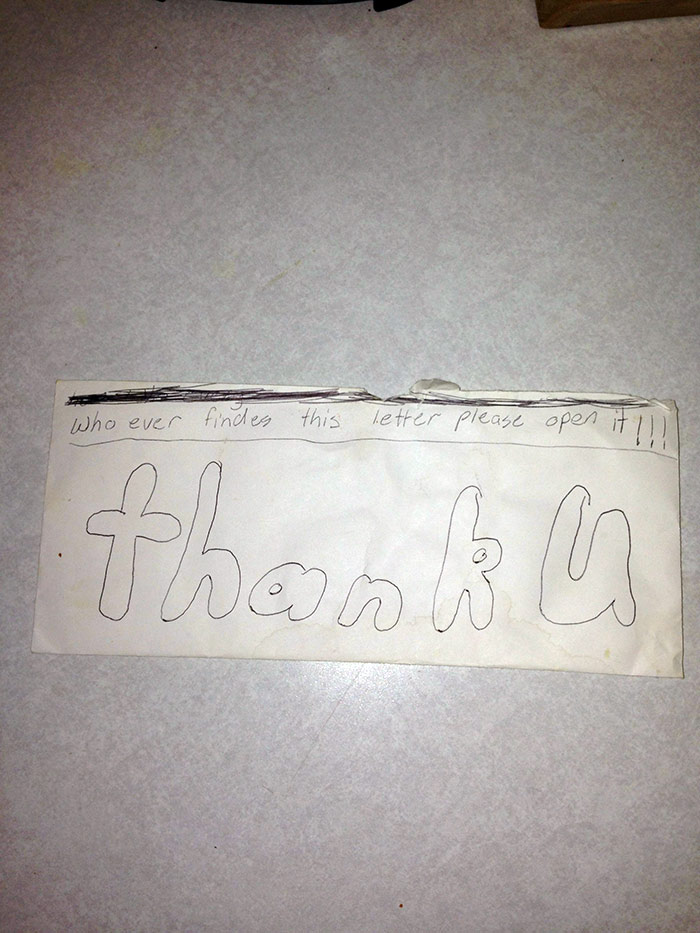 Who ever findes this letter please open it!!!
thank U